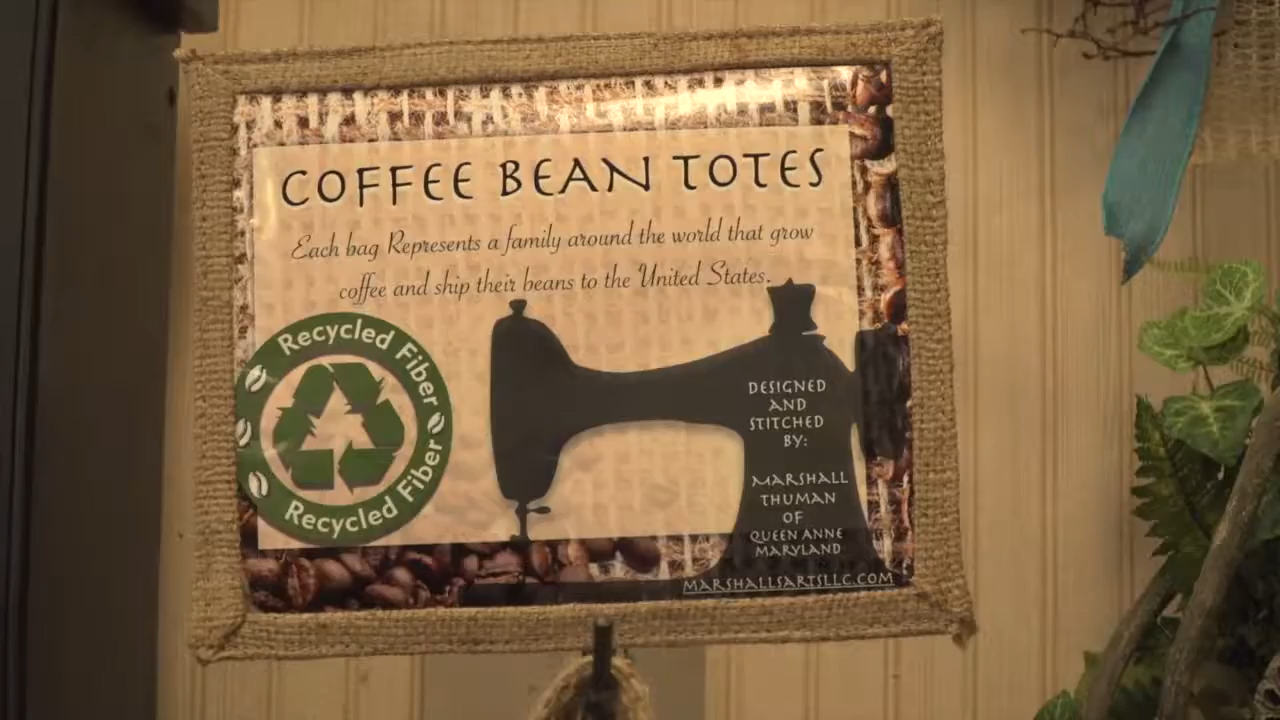 COFFEE BEAN TOTES
Each bag Represents a family around the world that grow
coffee and ship their beans to the United States.
Recycled Fiber
Recycled Fiber
DESIGNED
AND
STITCHED
BY:
MARSHALL
THUMAN
OF
QUEEN ANNE
MARYLAND
MARSHALLSARTSLLC.COM